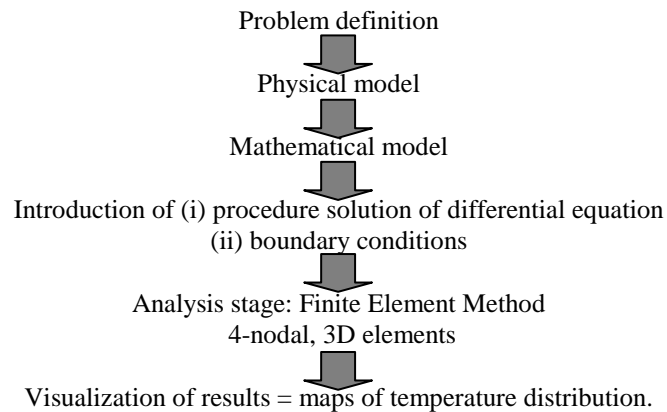 Problem definition
Physical model
Mathematical model
Introduction of (i) procedure solution of differential equation
(ii) boundary conditions
Analysis stage: Finite Element Method
4-nodal, 3D elements
Visualization of results = maps of temperature distribution.